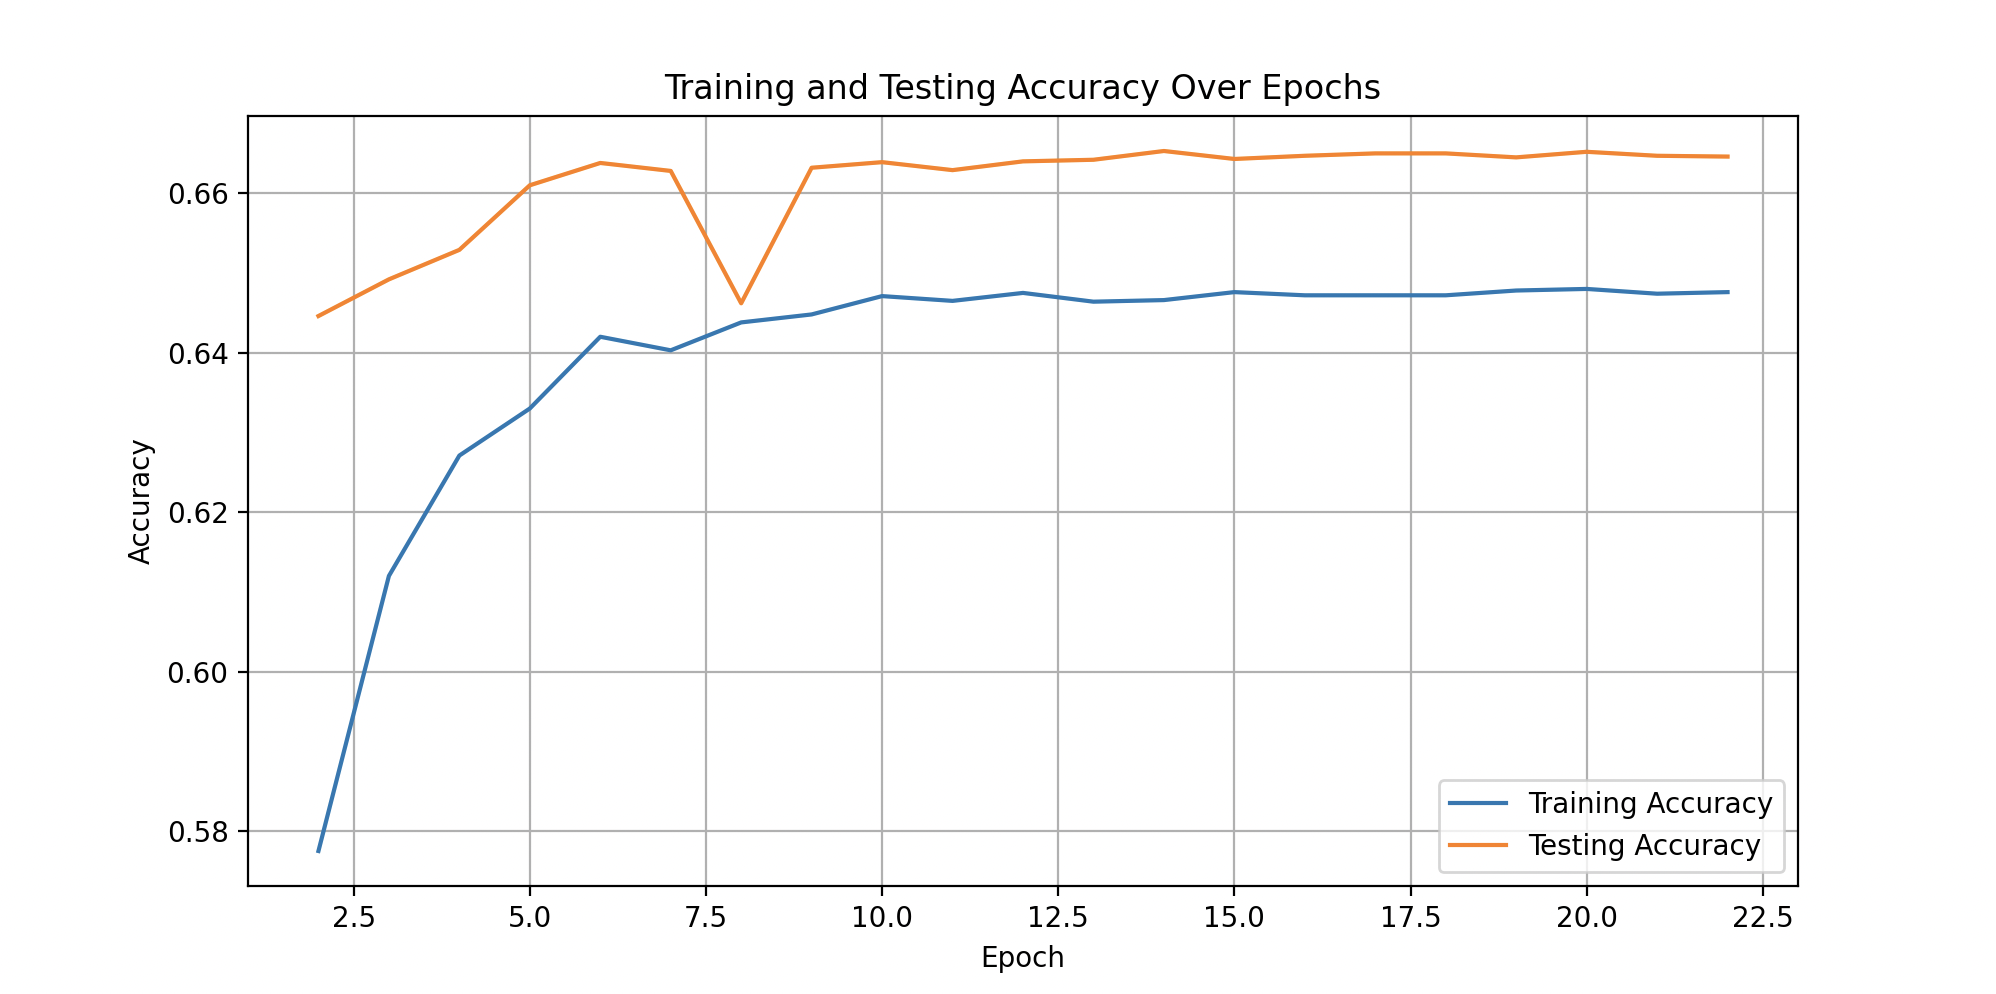 Training and Testing Accuracy Over Epochs
Accuracy
0.66
0.64
0.62
0.60
0.58
2.5 5.0 7.5 10.0 12.5 15.0 17.5 20.0 22.5
Epoch
Training Accuracy
Testing Accuracy